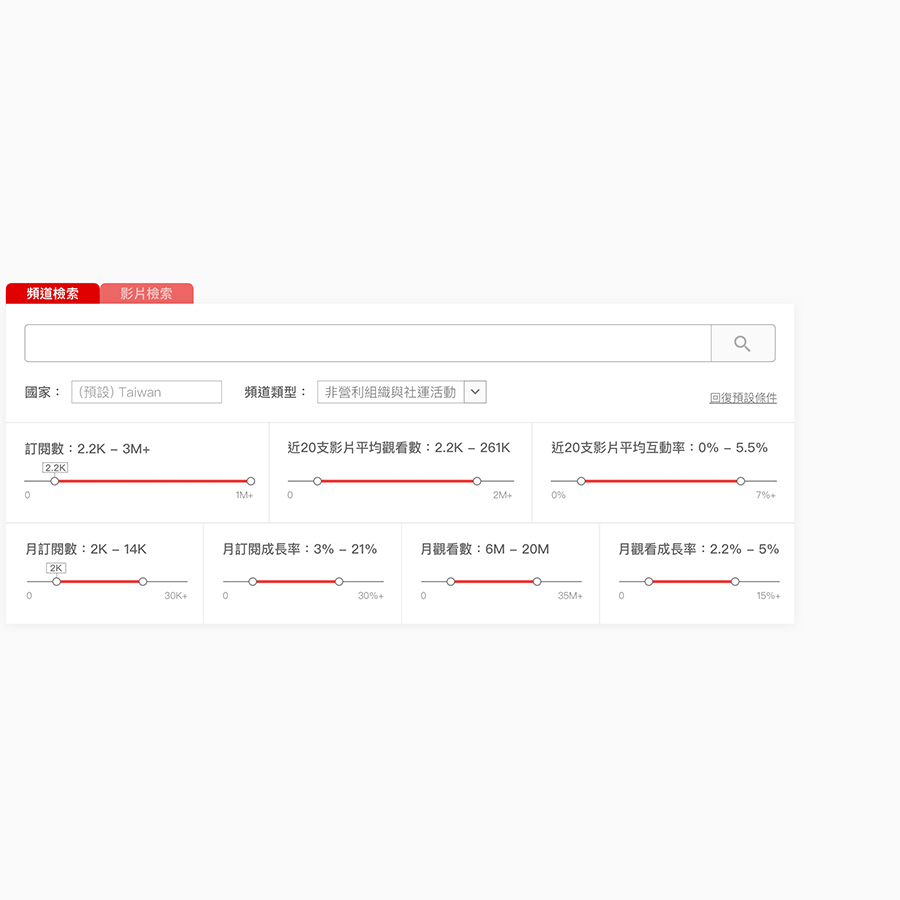 頻道檢索 影片檢索
國家： (預設) Taiwan 頻道類型： 非營利組織與社運活動 回復預設條件
訂閱數：2.2K – 3M+ 近20支影片平均觀看數：2.2K – 261K 近20支影片平均互動率：0% – 5.5%
2.2K
0 1M+ 0 2M+ 0% 7%+
月訂閱數：2K – 14K 月訂閱成長率：3% – 21% 月觀看數：6M – 20M 月觀看成長率：2.2% – 5%
2K
0 30K+ 0 30%+ 0 35M+ 0 15%+